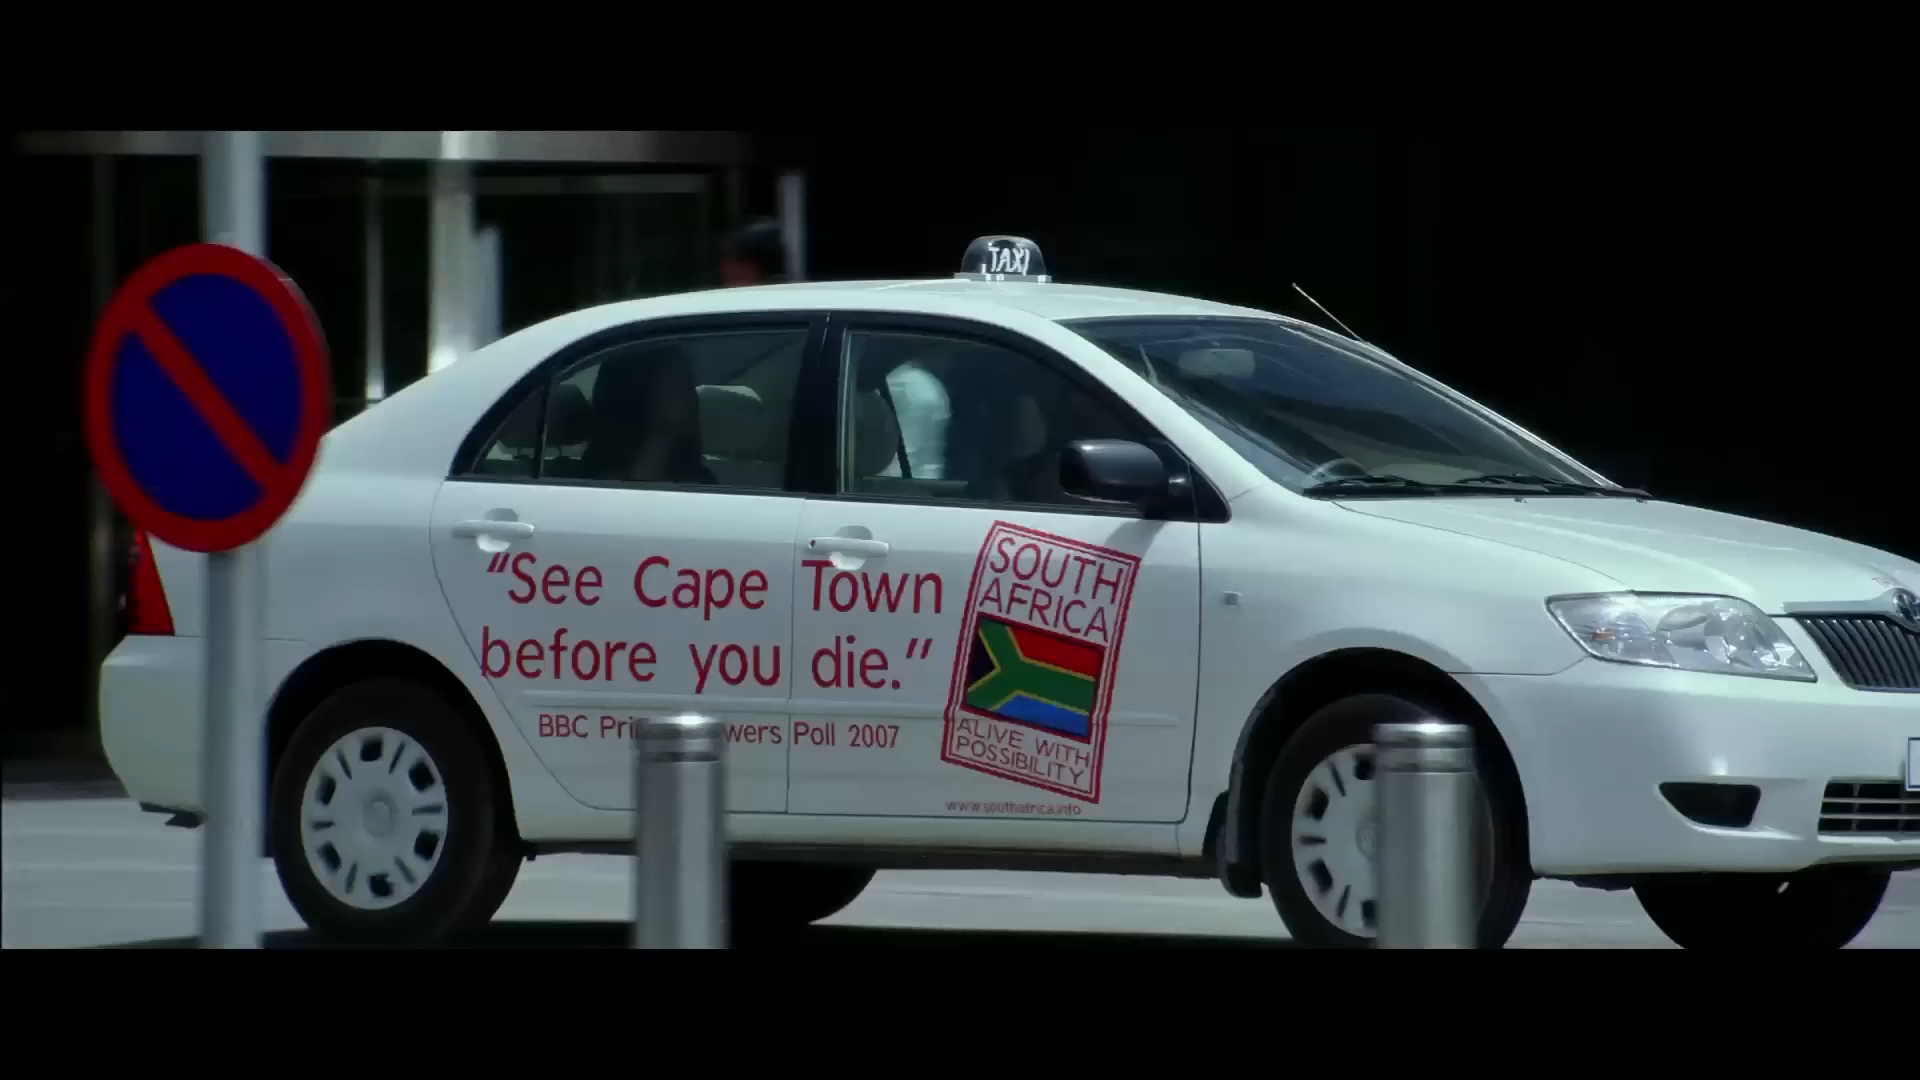 TAXI
"See Cape Town
before you die."
BBC Poll 2007
SOUTH
AFRICA
ALIVE WITH
POSSIBILITY
www.southafrica.info